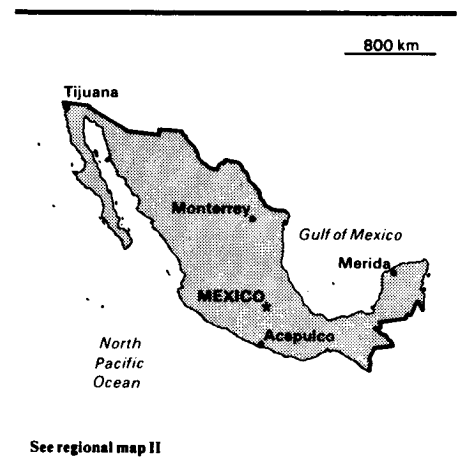 800 km
Tijuana
Monterrey
Gulf of Mexico
Merida
MEXICO
Acapulco
North
Pacific
Ocean
See regional map II